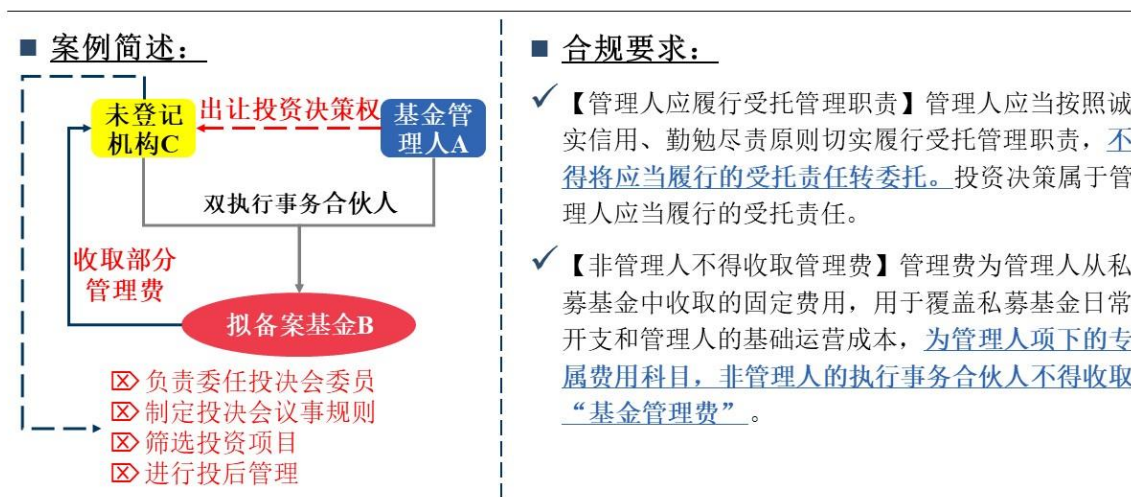 ■ 案例简述：
未登记
机构C
出让投资决策权
基金管
理人A
双执行事务合伙人
收取部分
管理费
拟备案基金B
负责委任投决会委员
制定投决会议事规则
筛选投资项目
进行投后管理
■ 合规要求：
✓【管理人应履行受托管理职责】管理人应当按照诚
实信用、勤勉尽责原则切实履行受托管理职责，不
得将应当履行的受托责任转委托。投资决策属于管
理人应当履行的受托责任。
✓【非管理人不得收取管理费】管理费为管理人从私
募基金中收取的固定费用，用于覆盖私募基金日常
开支和管理人的基础运营成本，为管理人项下的专
属费用科目，非管理人的执行事务合伙人不得收取
“基金管理费”。